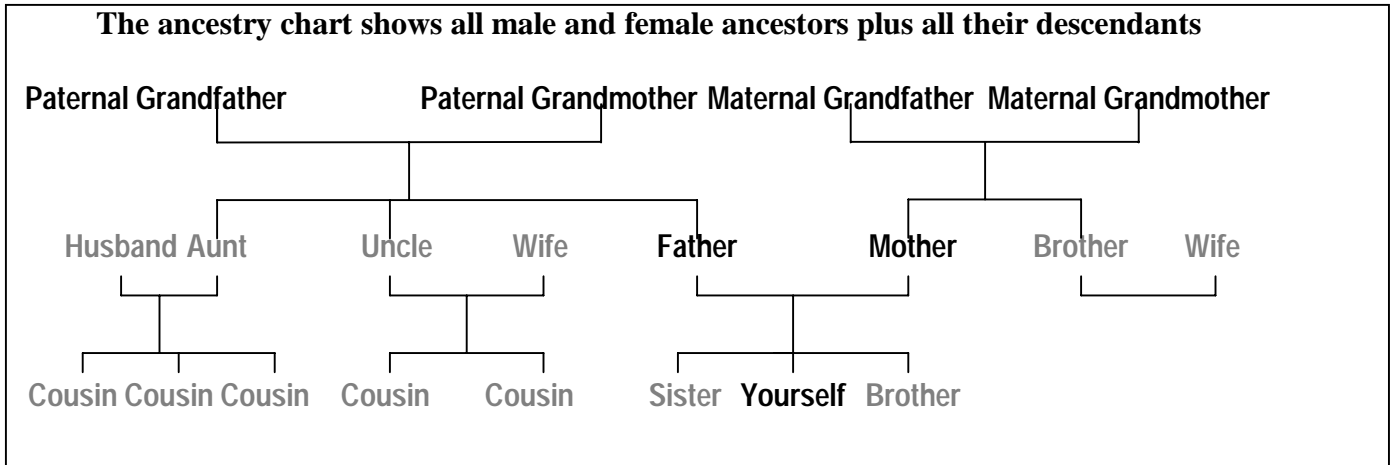 The ancestry chart shows all male and female ancestors plus all their descendants
Paternal Grandfather Paternal Grandmother Maternal Grandfather Maternal Grandmother
Husband Aunt Uncle Wife Father Mother Brother Wife
Cousin Cousin Cousin Cousin Cousin Sister Yourself Brother